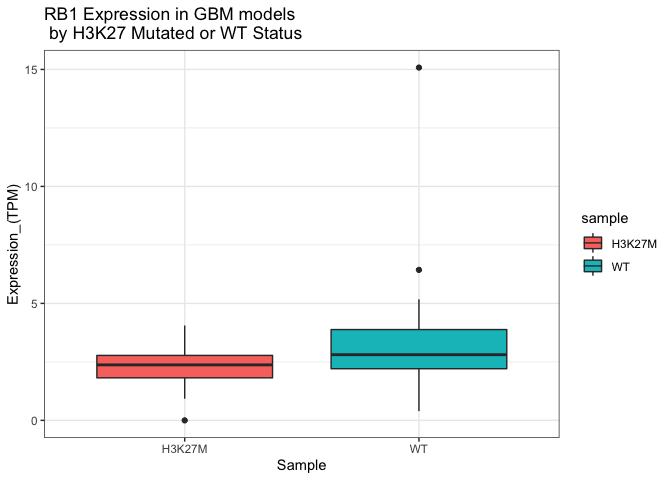 RB1 Expression in GBM models
by H3K27 Mutated or WT Status
15
10
5
0
Expression_(TPM)
H3K27M
WT
Sample
sample
H3K27M
WT